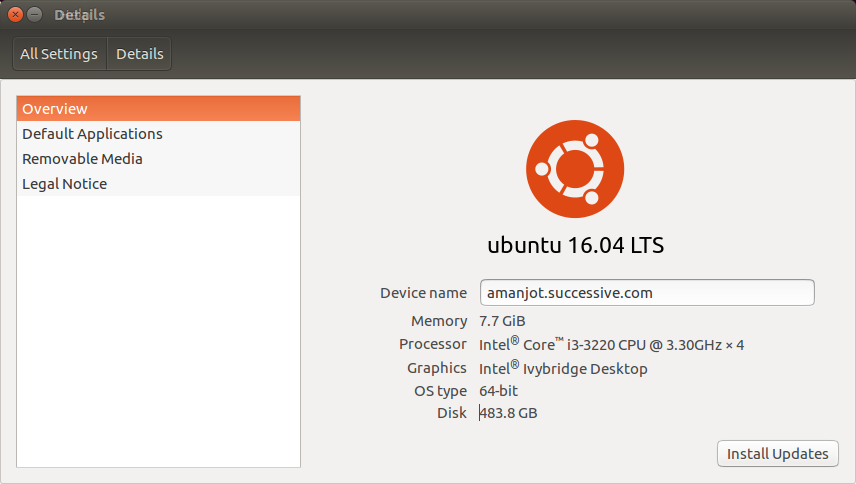 Details
All Settings Details
Overview
Default Applications
Removable Media
Legal Notice
ubuntu 16.04 LTS
Device name amanjot.successive.com
Memory 7.7 GiB
Processor Intel® Core™ i3-3220 CPU @ 3.30GHz × 4
Graphics Intel® Ivybridge Desktop
OS type 64-bit
Disk 483.8 GB
Install Updates